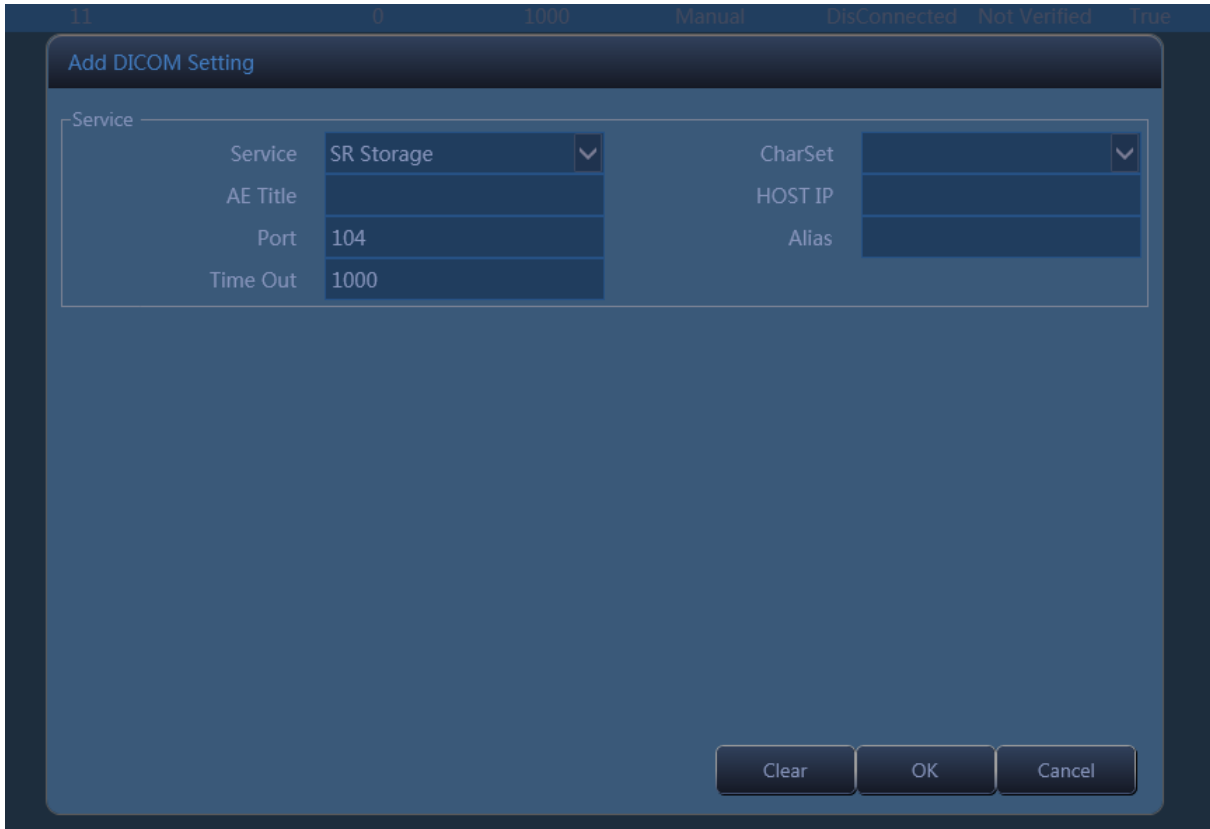 11 0 1000 Manual DisConnected Not Verified True
Add DICOM Setting
Service
Service SR Storage CharSet
AE Title HOST IP
Port 104 Alias
Time Out 1000
Clear OK Cancel